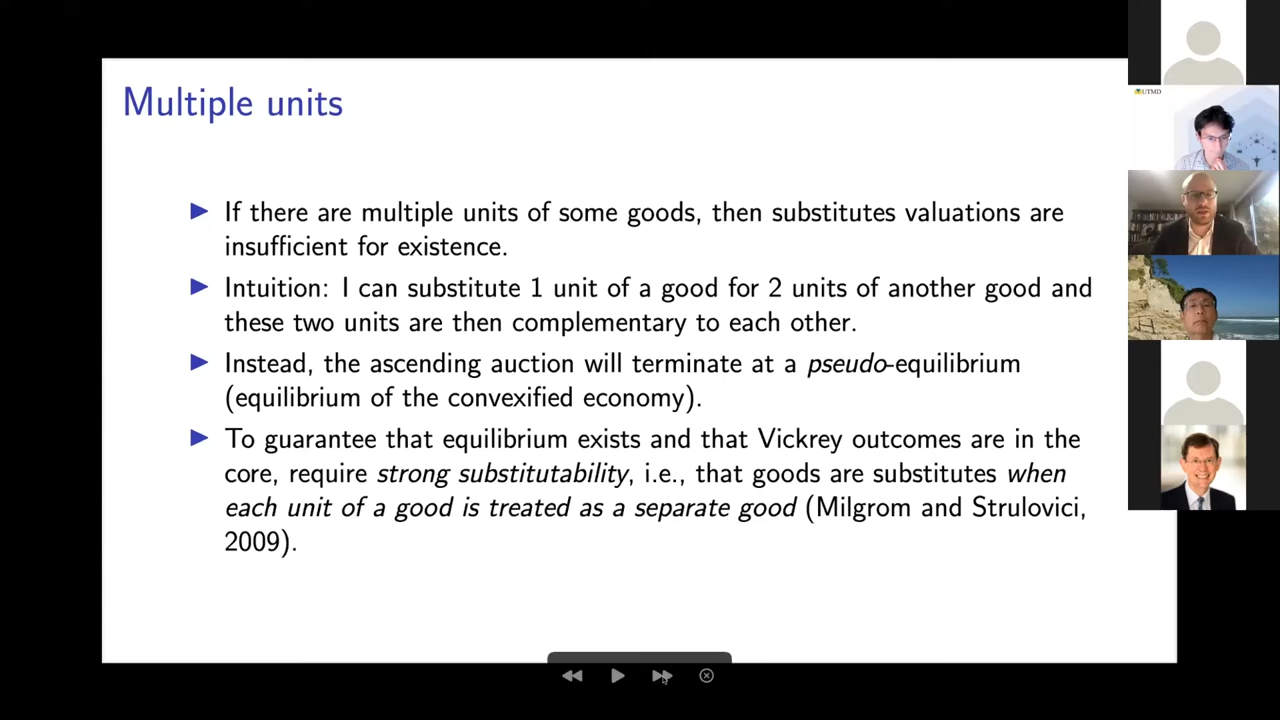 Multiple units
If there are multiple units of some goods, then substitutes valuations are
insufficient for existence.
Intuition: I can substitute 1 unit of a good for 2 units of another good and
these two units are then complementary to each other.
Instead, the ascending auction will terminate at a pseudo-equilibrium
(equilibrium of the convexified economy).
To guarantee that equilibrium exists and that Vickrey outcomes are in the
core, require strong substitutability, i.e., that goods are substitutes when
each unit of a good is treated as a separate good (Milgrom and Strulovici,
2009).
UTMD